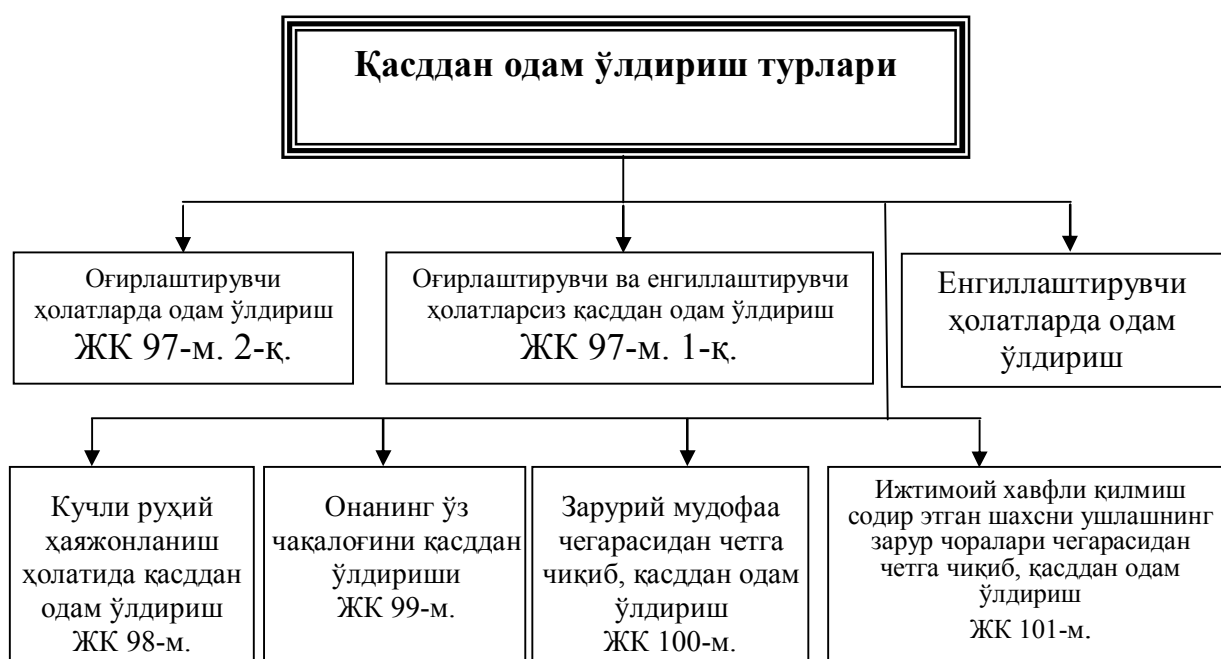 Қасддан одам ўлдириш турлари
Оғирлаштирувчи
ҳолатларда одам ўлдириш
ЖК 97-м. 2-қ.
Оғирлаштирувчи ва енгиллаштирувчи
ҳолатларсиз қасддан одам ўлдириш
ЖК 97-м. 1-қ.
Енгиллаштирувчи
ҳолатларда одам
ўлдириш
Кучли руҳий
ҳаяжонланиш
ҳолатида қасддан
одам ўлдириш
ЖК 98-м.
Онанинг ўз
чақалоғини қасддан
ўлдириши
ЖК 99-м.
Зарурий мудофаа
чегарасидан четга
чиқиб, қасддан одам
ўлдириш
ЖК 100-м.
Ижтимоий хавфли қилмиш
содир этган шахсни ушлашнинг
зарур чоралари чегарасидан
четга чиқиб, қасддан одам
ўлдириш
ЖК 101-м.